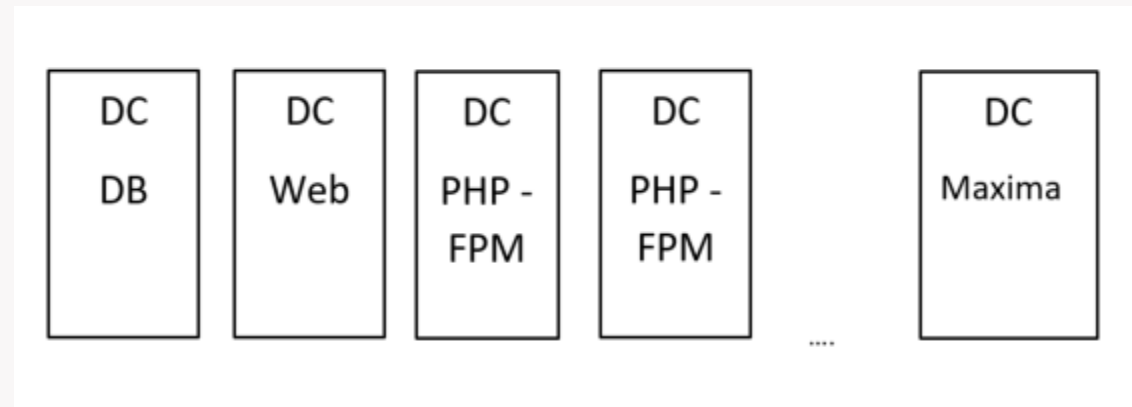 DC
DB
DC
Web
DC
PHP -
FPM
DC
PHP -
FPM
....
DC
Maxima